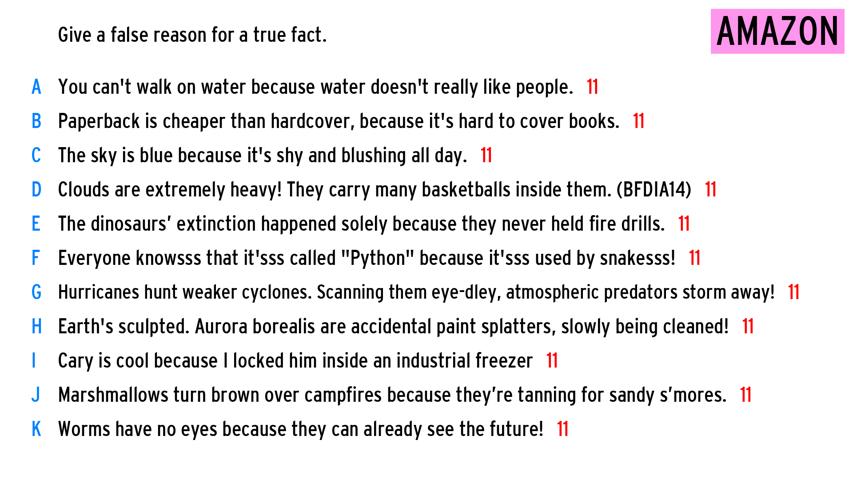 Give a false reason for a true fact.
AMAZON
A You can't walk on water because water doesn't really like people. 11
B Paperback is cheaper than hardcover, because it's hard to cover books. 11
C The sky is blue because it's shy and blushing all day. 11
D Clouds are extremely heavy! They carry many basketballs inside them. (BFDIA14) 11
E The dinosaurs’ extinction happened solely because they never held fire drills. 11
F Everyone knowsss that it'sss called "Python" because it'sss used by snakesss! 11
G Hurricanes hunt weaker cyclones. Scanning them eye-dley, atmospheric predators storm away! 11
H Earth's sculpted. Aurora borealis are accidental paint splatters, slowly being cleaned! 11
I Cary is cool because I locked him inside an industrial freezer 11
J Marshmallows turn brown over campfires because they’re tanning for sandy s’mores. 11
K Worms have no eyes because they can already see the future! 11